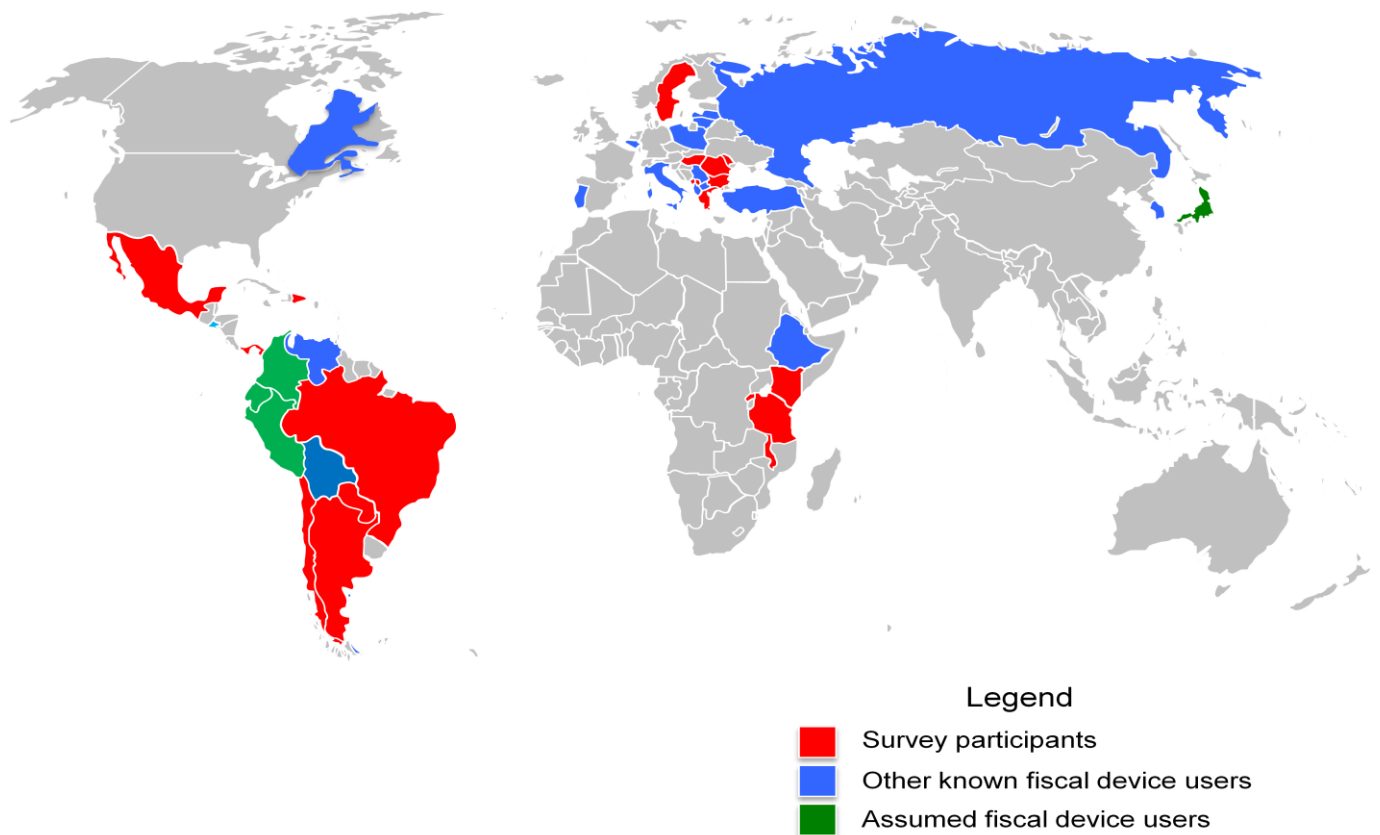 Legend
Survey participants
Other known fiscal device users
Assumed fiscal device users